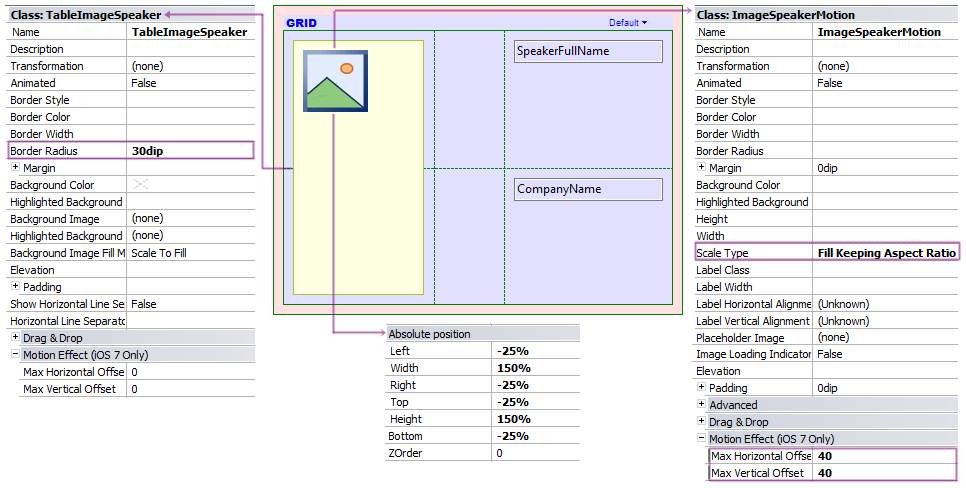 Class: TableImageSpeaker
Name TableImageSpeaker
Description
Transformation (none)
Animated False
Border Style
Border Color
Border Width
Border Radius 30dip
Margin
Background Color
Highlighted Background
Background Image (none)
Highlighted Background (none)
Background Image Fill M Scale To Fill
Elevation
Padding
Show Horizontal Line Se False
Horizontal Line Separato
Drag & Drop
Motion Effect (iOS 7 Only)
Max Horizontal Offse 0
Max Vertical Offset 0
GRID Default
SpeakerFullName
CompanyName
Absolute position
Left -25%
Width 150%
Right -25%
Top -25%
Height 150%
Bottom -25%
ZOrder 0
Class: ImageSpeakerMotion
Name ImageSpeakerMotion
Description
Transformation (none)
Animated False
Border Style
Border Color
Border Width
Border Radius
Margin 0dip
Background Color
Highlighted Background
Height
Width
Scale Type Fill Keeping Aspect Ratio
Label Class
Label Width
Label Horizontal Alignme (Unknown)
Label Vertical Alignment (Unknown)
Placeholder Image (none)
Image Loading Indicator False
Elevation
Padding 0dip
Advanced
Drag & Drop
Motion Effect (iOS 7 Only)
Max Horizontal Offse 40
Max Vertical Offset 40